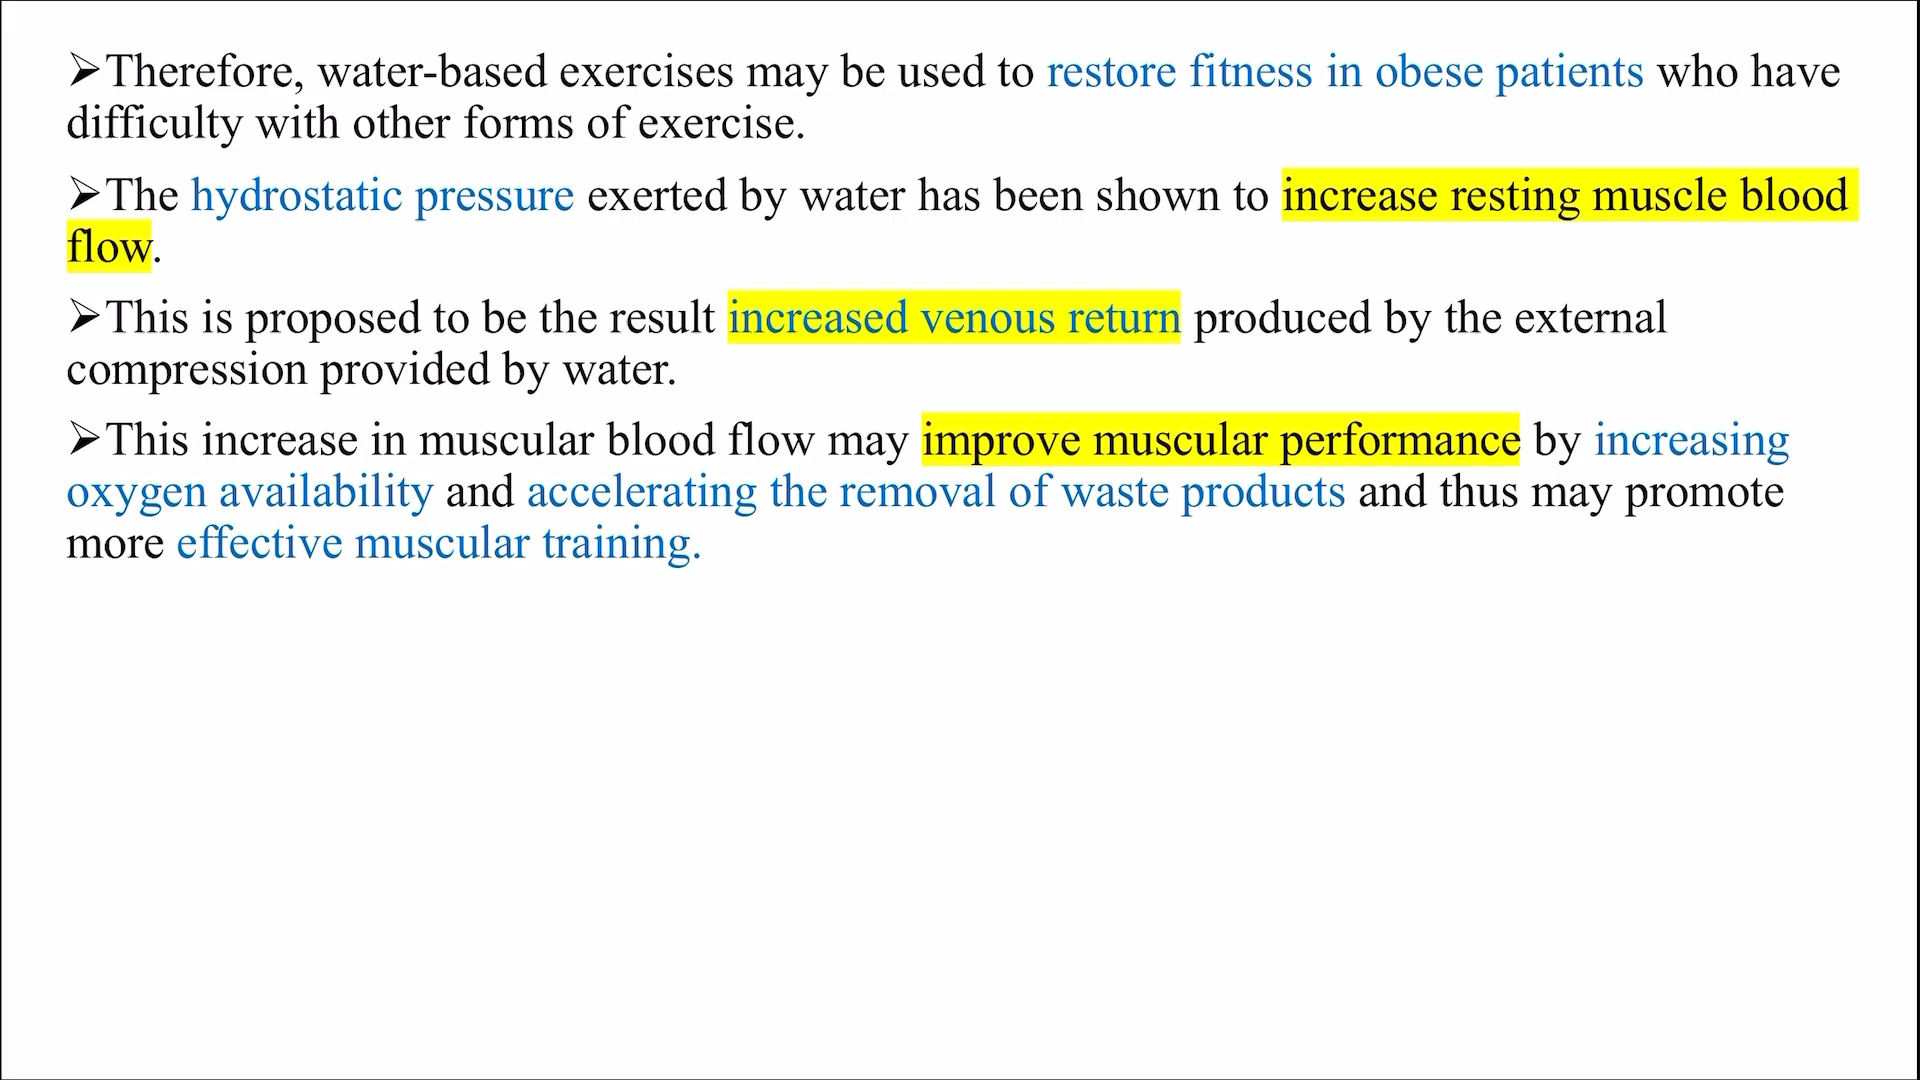 ➢Therefore, water-based exercises may be used to restore fitness in obese patients who have
difficulty with other forms of exercise.
➢The hydrostatic pressure exerted by water has been shown to increase resting muscle blood
flow.
➢This is proposed to be the result increased venous return produced by the external
compression provided by water.
➢This increase in muscular blood flow may improve muscular performance by increasing
oxygen availability and accelerating the removal of waste products and thus may promote
more effective muscular training.